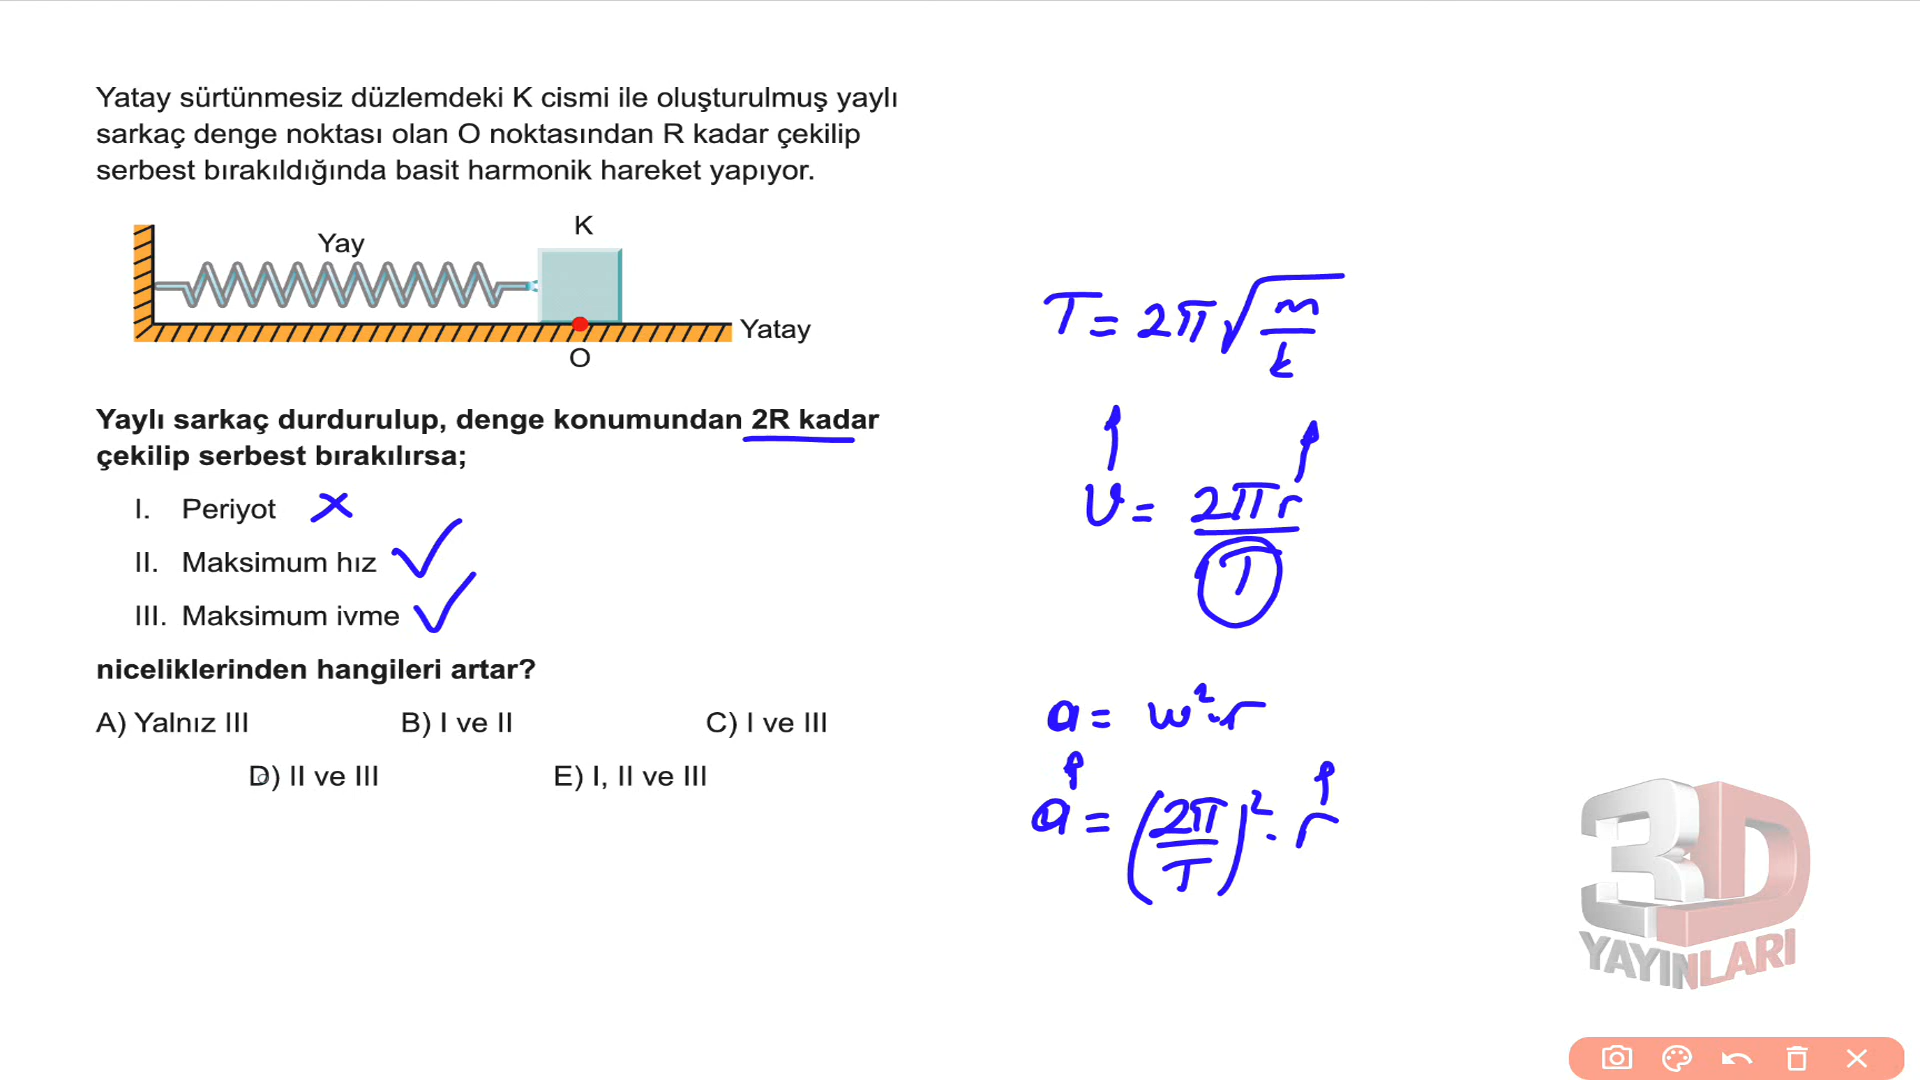 Yatay sürtünmesiz düzlemdeki K cismi ile oluşturulmuş yaylı
sarkaç denge noktası olan O noktasından R kadar çekilip
serbest bırakıldığında basit harmonik hareket yapıyor.
K
Yay
Yatay
O
Yaylı sarkaç durdurulup, denge konumundan 2R kadar
çekilip serbest bırakılırsa;
I. Periyot
II. Maksimum hız
III. Maksimum ivme
niceliklerinden hangileri artar?
A) Yalnız III B) I ve II C) I ve III
D) II ve III E) I, II ve III
T = 2π√(m/k)
v = 2πr/T
a = w².r
a = (2π/T)².r
3D
YAYINLARI